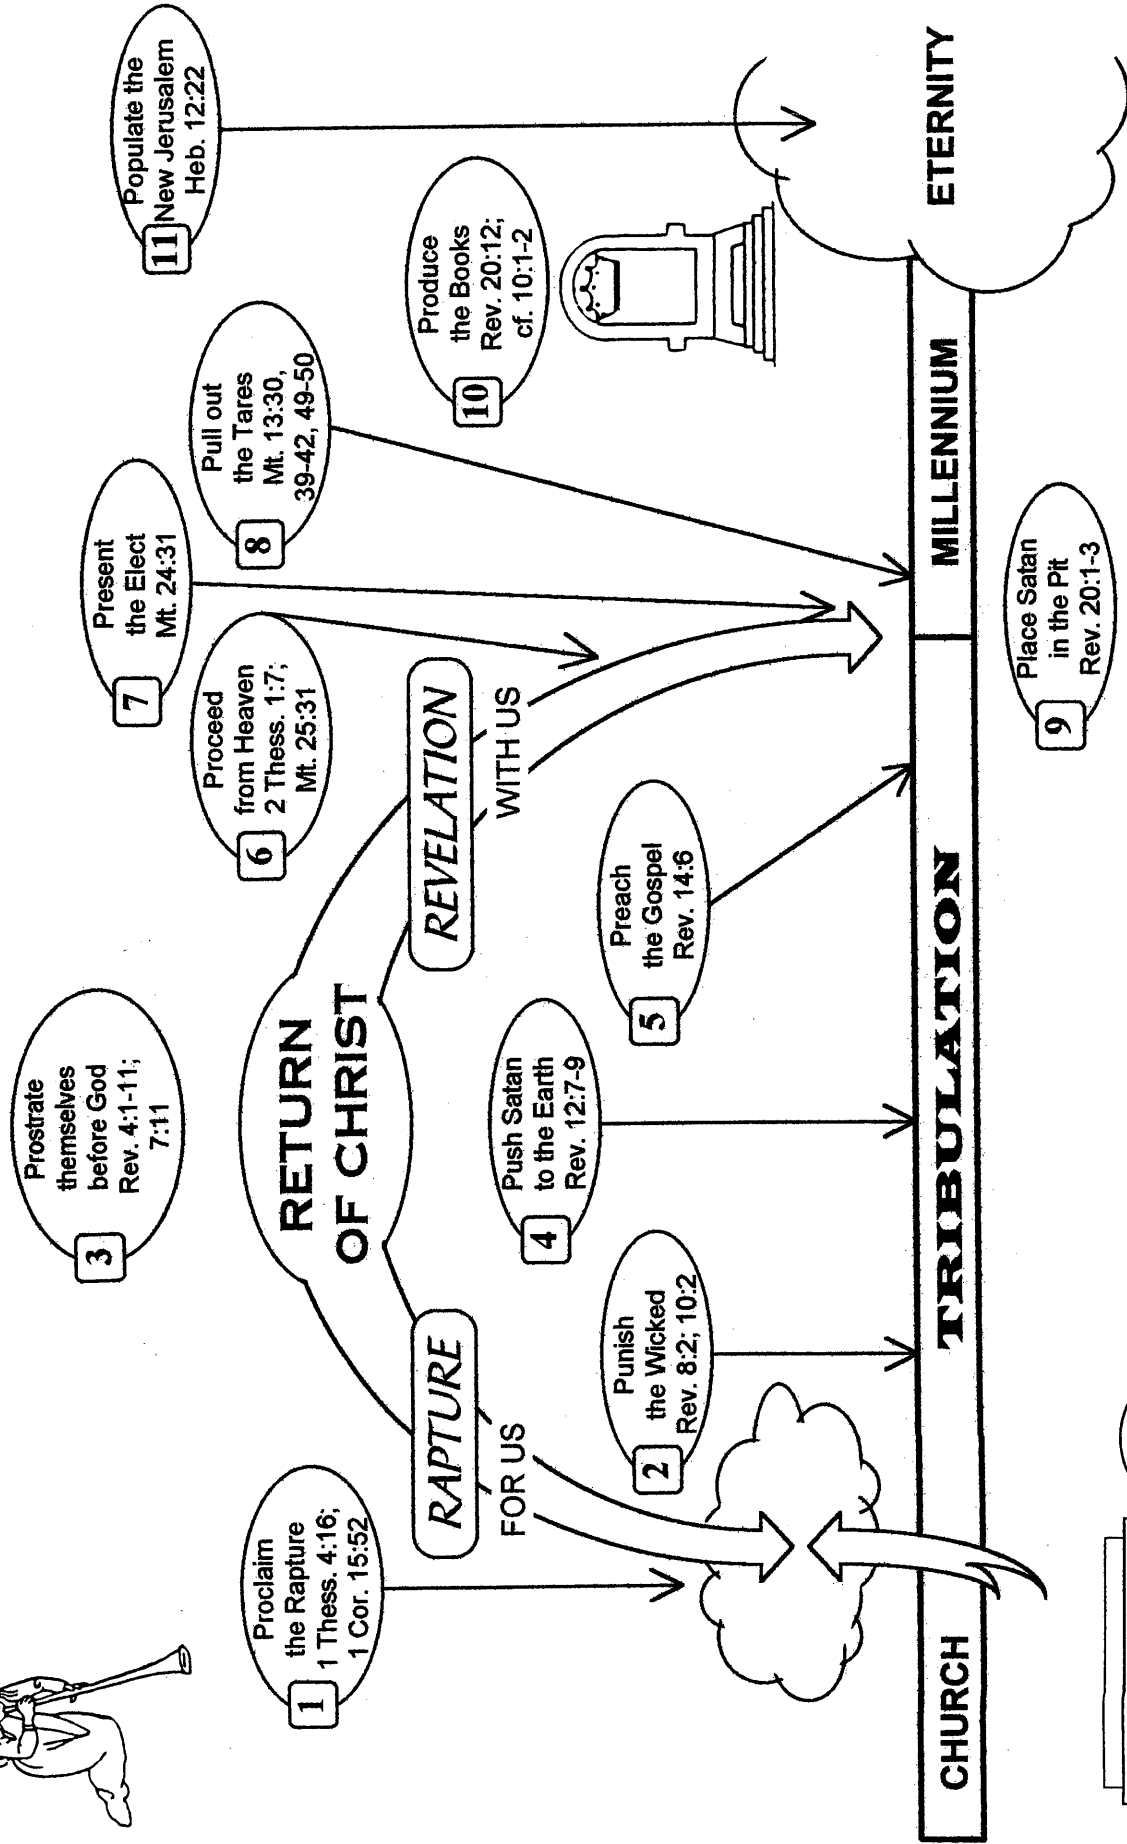 1
Proclaim
the Rapture
1 Thess. 4:16;
1 Cor. 15:52
2
Punish
the Wicked
Rev. 8:2; 10:2
3
Prostrate
themselves
before God
Rev. 4:1-11;
7:11
4
Push Satan
to the Earth
Rev. 12:7-9
5
Preach
the Gospel
Rev. 14:6
6
Proceed
from Heaven
2 Thess. 1:7;
Mt. 25:31
7
Present
the Elect
Mt. 24:31
8
Pull out
the Tares
Mt. 13:30,
39-42, 49-50
9
Place Satan
in the Pit
Rev. 20:1-3
10
Produce
the Books
Rev. 20:12;
cf. 10:1-2
11
Populate the
New Jerusalem
Heb. 12:22
RETURN
OF CHRIST
RAPTURE
FOR US
REVELATION
WITH US
CHURCH
TRIBULATION
MILLENNIUM
ETERNITY